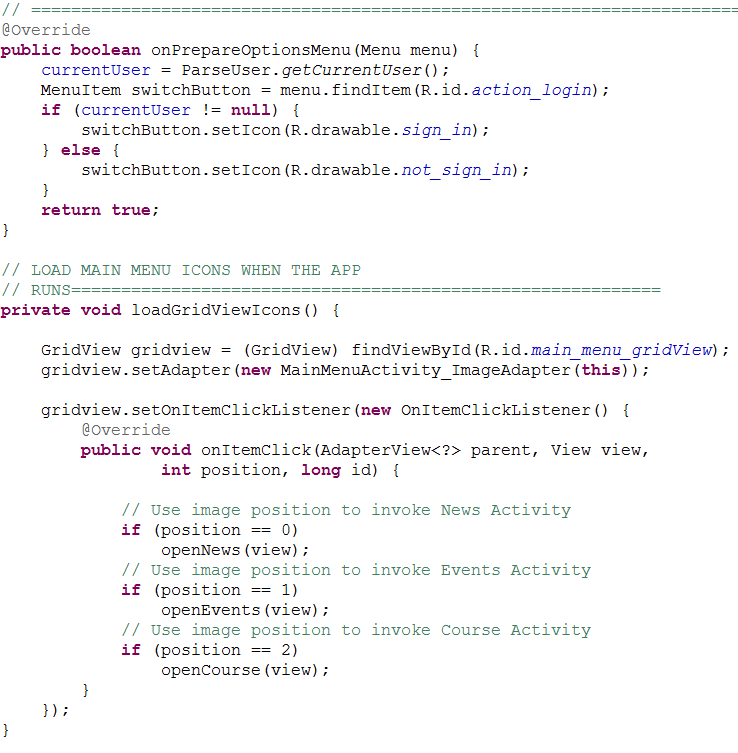 // =======================================================================
@Override
public boolean onPrepareOptionsMenu(Menu menu) {
    currentUser = ParseUser.getCurrentUser();
    MenuItem switchButton = menu.findItem(R.id.action_login);
    if (currentUser != null) {
        switchButton.setIcon(R.drawable.sign_in);
    } else {
        switchButton.setIcon(R.drawable.not_sign_in);
    }
    return true;
}

// LOAD MAIN MENU ICONS WHEN THE APP
// RUNS===========================================================
private void loadGridViewIcons() {

    GridView gridview = (GridView) findViewById(R.id.main_menu_gridView);
    gridview.setAdapter(new MainMenuActivity_ImageAdapter(this));

    gridview.setOnItemClickListener(new OnItemClickListener() {
        @Override
        public void onItemClick(AdapterView<?> parent, View view,
                int position, long id) {

            // Use image position to invoke News Activity
            if (position == 0)
                openNews(view);
            // Use image position to invoke Events Activity
            if (position == 1)
                openEvents(view);
            // Use image position to invoke Course Activity
            if (position == 2)
                openCourse(view);
        }
    });
}